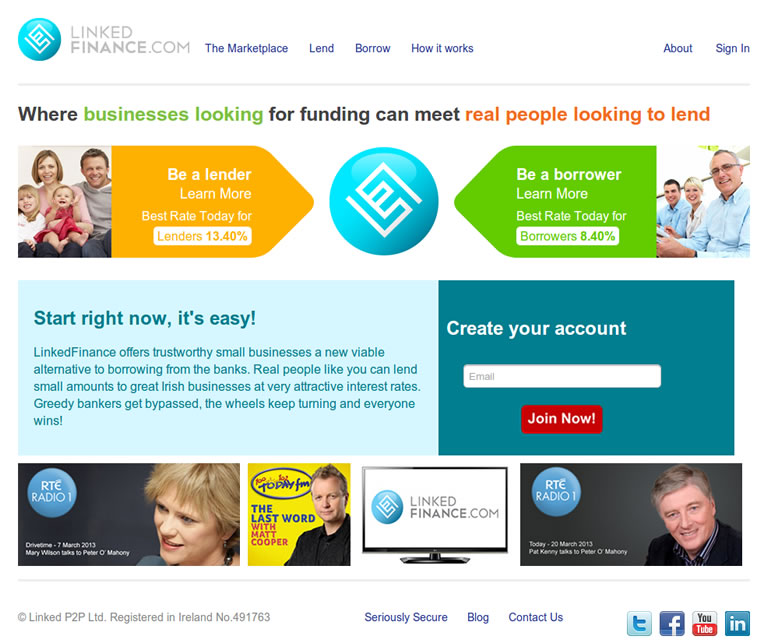 LINKED
FINANCE.COM
The Marketplace
Lend
Borrow
How it works
About
Sign In
Where businesses looking for funding can meet real people looking to lend
Be a lender
Learn More
Best Rate Today for
Lenders 13.40%
Be a borrower
Learn More
Best Rate Today for
Borrowers 8.40%
Start right now, it's easy!
LinkedFinance offers trustworthy small businesses a new viable
alternative to borrowing from the banks. Real people like you can lend
small amounts to great Irish businesses at very attractive interest rates.
Greedy bankers get bypassed, the wheels keep turning and everyone
wins!
Create your account
Email
Join Now!
RTÉ
RADIO 1
Drivetime - 7 March 2013
Mary Wilson talks to Peter O' Mahony
TODAYfm
THE
LAST WORD
WITH
MATT
COOPER
LINKED
FINANCE.COM
RTÉ
RADIO 1
Today - 20 March 2013
Pat Kenny talks to Peter O' Mahony
© Linked P2P Ltd. Registered in Ireland No.491763
Seriously Secure
Blog
Contact Us
t
f
You
Tube
in